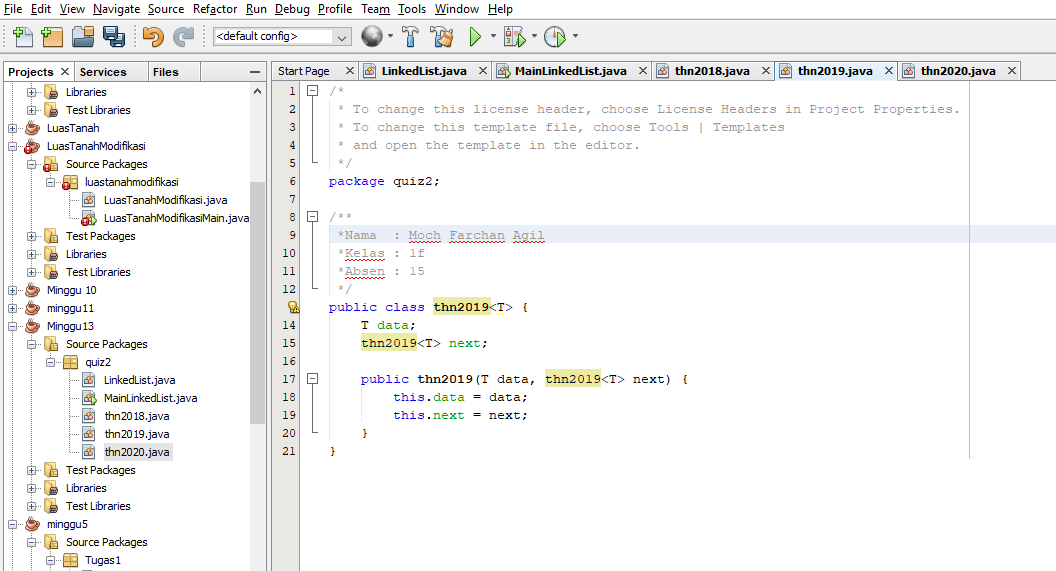 File Edit View Navigate Source Refactor Run Debug Profile Team Tools Window Help
<default config>
Projects Services Files
Start Page LinkedList.java MainLinkedList.java thn2018.java thn2019.java thn2020.java
Libraries
Test Libraries
LuasTanah
LuasTanahModifikasi
Source Packages
luastanahmodifikasi
LuasTanahModifikasi.java
LuasTanahModifkasiMain.java
Test Packages
Libraries
Test Libraries
Minggu 10
minggu11
Minggu13
Source Packages
quiz2
LinkedList.java
MainLinkedList.java
thn2018.java
thn2019.java
thn2020.java
Test Packages
Libraries
Test Libraries
minggu5
Source Packages
Tugas1
1 /*
2 * To change this license header, choose License Headers in Project Properties.
3 * To change this template file, choose Tools | Templates
4 * and open the template in the editor.
5 */
6 package quiz2;
7
8 /**
9 *Nama  : Moch Farchan Agil
10 *Kelas : 1f
11 *Absen : 15
12 */
public class thn2019<T> {
14 T data;
15 thn2019<T> next;
16
17 public thn2019(T data, thn2019<T> next) {
18 this.data = data;
19 this.next = next;
20 }
21 }